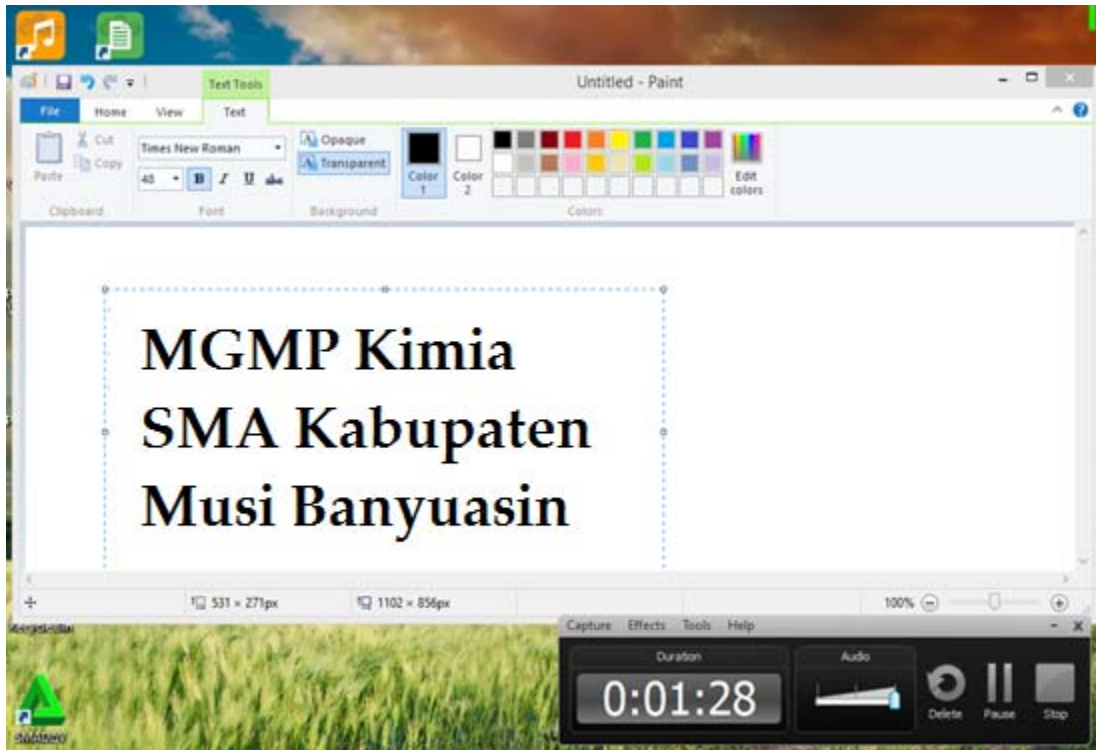 Text Tools
Untitled - Paint
File Home View Text
Paste
Cut
Copy
Clipboard
Times New Roman
48 B I U abc
Font
Opaque
Transparent
Background
Color 1
Color 2
Edit colors
Colors
MGMP Kimia
SMA Kabupaten
Musi Banyuasin
531 × 271px 1102 × 856px 100%
Capture Effects Tools Help
Duration
0:01:28
Audio
Delete Pause Stop